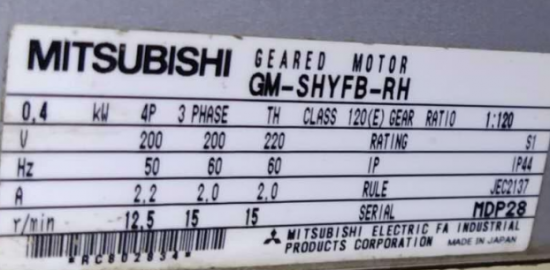 MITSUBISHI GEARED MOTOR
GM-SHYFB-RH
0,4 kW 4P 3 PHASE TH CLASS 120(E) GEAR RATIO 1:120
V 200 200 220 RATING S1
Hz 50 60 60 IP IP44
A 2.2 2.0 2.0 RULE JEC2137
r/min 12.5 15 15 SERIAL MDP28
MITSUBISHI ELECTRIC FA INDUSTRIAL
PRODUCTS CORPORATION MADE IN JAPAN
*RC802834*